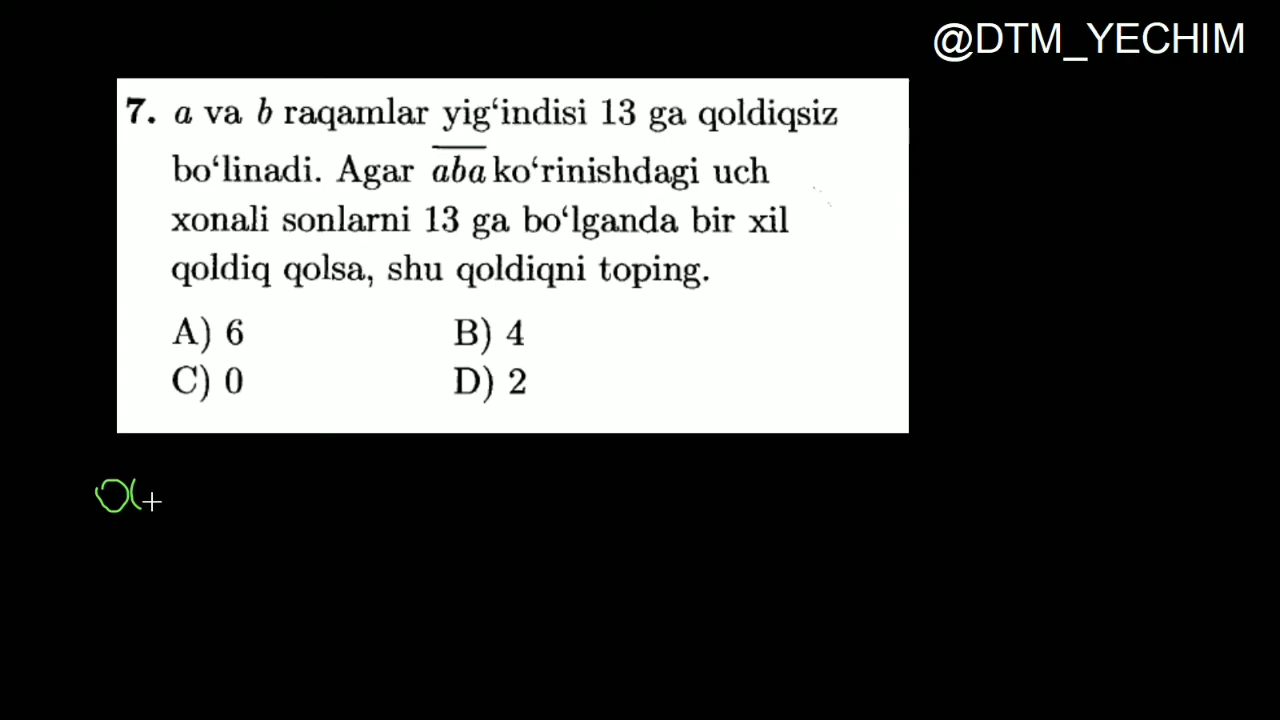 @DTM_YECHIM
7. a va b raqamlar yig‘indisi 13 ga qoldiqsiz
bo‘linadi. Agar \overline{aba} ko‘rinishdagi uch
xonali sonlarni 13 ga bo‘lganda bir xil
qoldiq qolsa, shu qoldiqni toping.
A) 6 B) 4
C) 0 D) 2